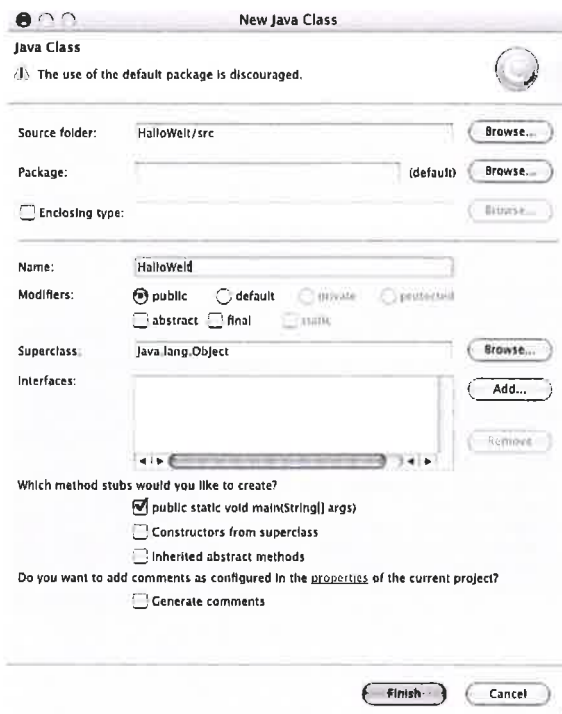 New Java Class
Java Class
The use of the default package is discouraged.
Source folder: HalloWelt/src Browse...
Package: (default) Browse...
Enclosing type: Browse...
Name: HalloWelt
Modifiers: public default private protected
abstract final static
Superclass: java.lang.Object Browse...
Interfaces: Add...
Remove
Which method stubs would you like to create?
public static void main(String[] args)
Constructors from superclass
Inherited abstract methods
Do you want to add comments as configured in the properties of the current project?
Generate comments
Finish Cancel